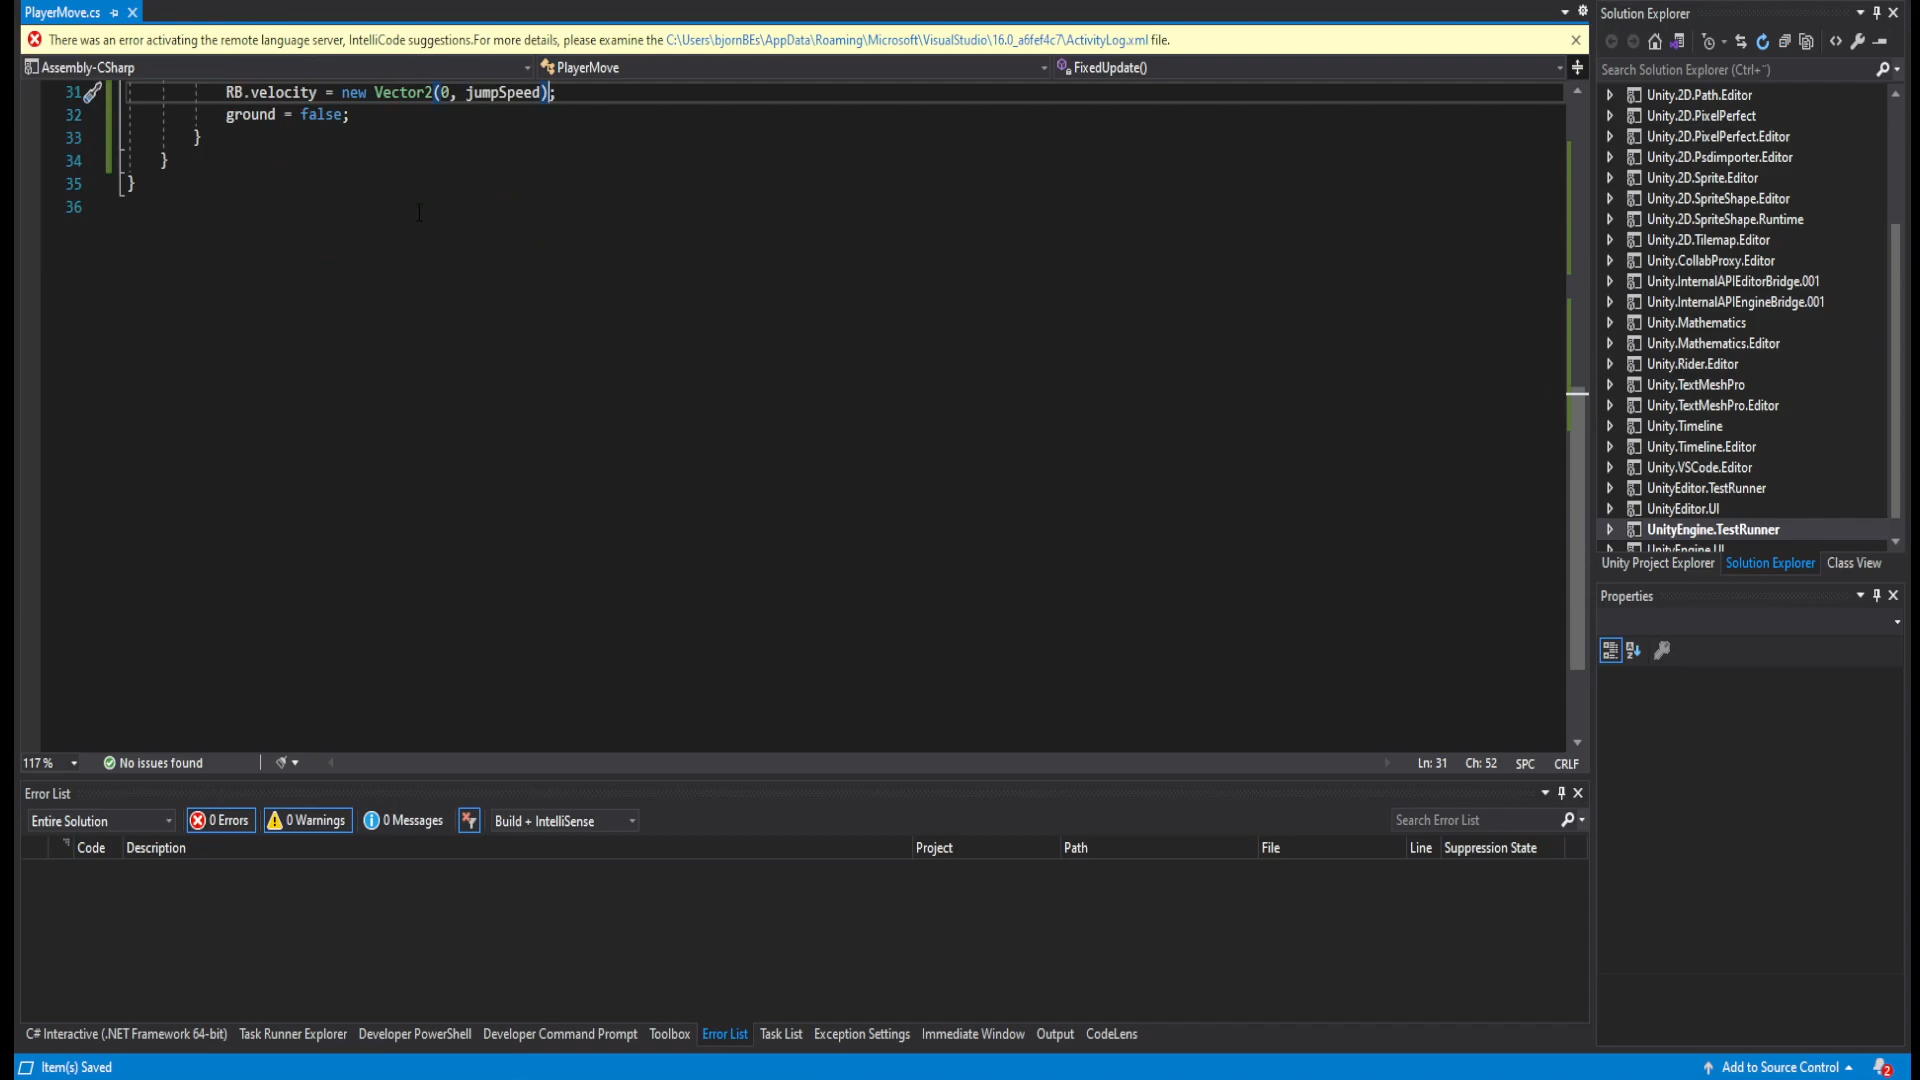 PlayerMove.cs
There was an error activating the remote language server, IntelliCode suggestions.For more details, please examine the C:\Users\bjornBEs\AppData\Roaming\Microsoft\VisualStudio\16.0_a6fef4c7\ActivityLog.xml file.
Assembly-CSharp PlayerMove FixedUpdate()
31 RB.velocity = new Vector2(0, jumpSpeed);
32 ground = false;
33 }
34 }
35 }
36
117 % No issues found Ln: 31 Ch: 52 SPC CRLF
Error List
Entire Solution 0 Errors 0 Warnings 0 Messages Build + IntelliSense Search Error List
Code Description Project Path File Line Suppression State
C# Interactive (.NET Framework 64-bit) Task Runner Explorer Developer PowerShell Developer Command Prompt Toolbox Error List Task List Exception Settings Immediate Window Output CodeLens
Item(s) Saved Add to Source Control 2
Solution Explorer
Search Solution Explorer (Ctrl+¨)
Unity.2D.Path.Editor
Unity.2D.PixelPerfect
Unity.2D.PixelPerfect.Editor
Unity.2D.Psdimporter.Editor
Unity.2D.Sprite.Editor
Unity.2D.SpriteShape.Editor
Unity.2D.SpriteShape.Runtime
Unity.2D.Tilemap.Editor
Unity.CollabProxy.Editor
Unity.InternalAPIEditorBridge.001
Unity.InternalAPIEngineBridge.001
Unity.Mathematics
Unity.Mathematics.Editor
Unity.Rider.Editor
Unity.TextMeshPro
Unity.TextMeshPro.Editor
Unity.Timeline
Unity.Timeline.Editor
Unity.VSCode.Editor
UnityEditor.TestRunner
UnityEditor.UI
UnityEngine.TestRunner
UnityEngine.UI
Unity Project Explorer Solution Explorer Class View
Properties